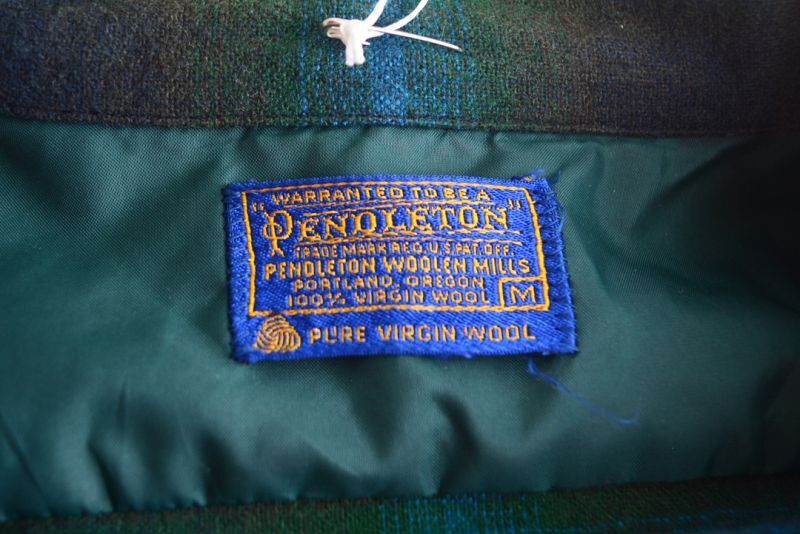 WARRANTED TO BE A
"PENDLETON"
TRADE MARK REG. U.S. PAT. OFF.
PENDLETON WOOLEN MILLS
PORTLAND, OREGON
100% VIRGIN WOOL M
PURE VIRGIN WOOL